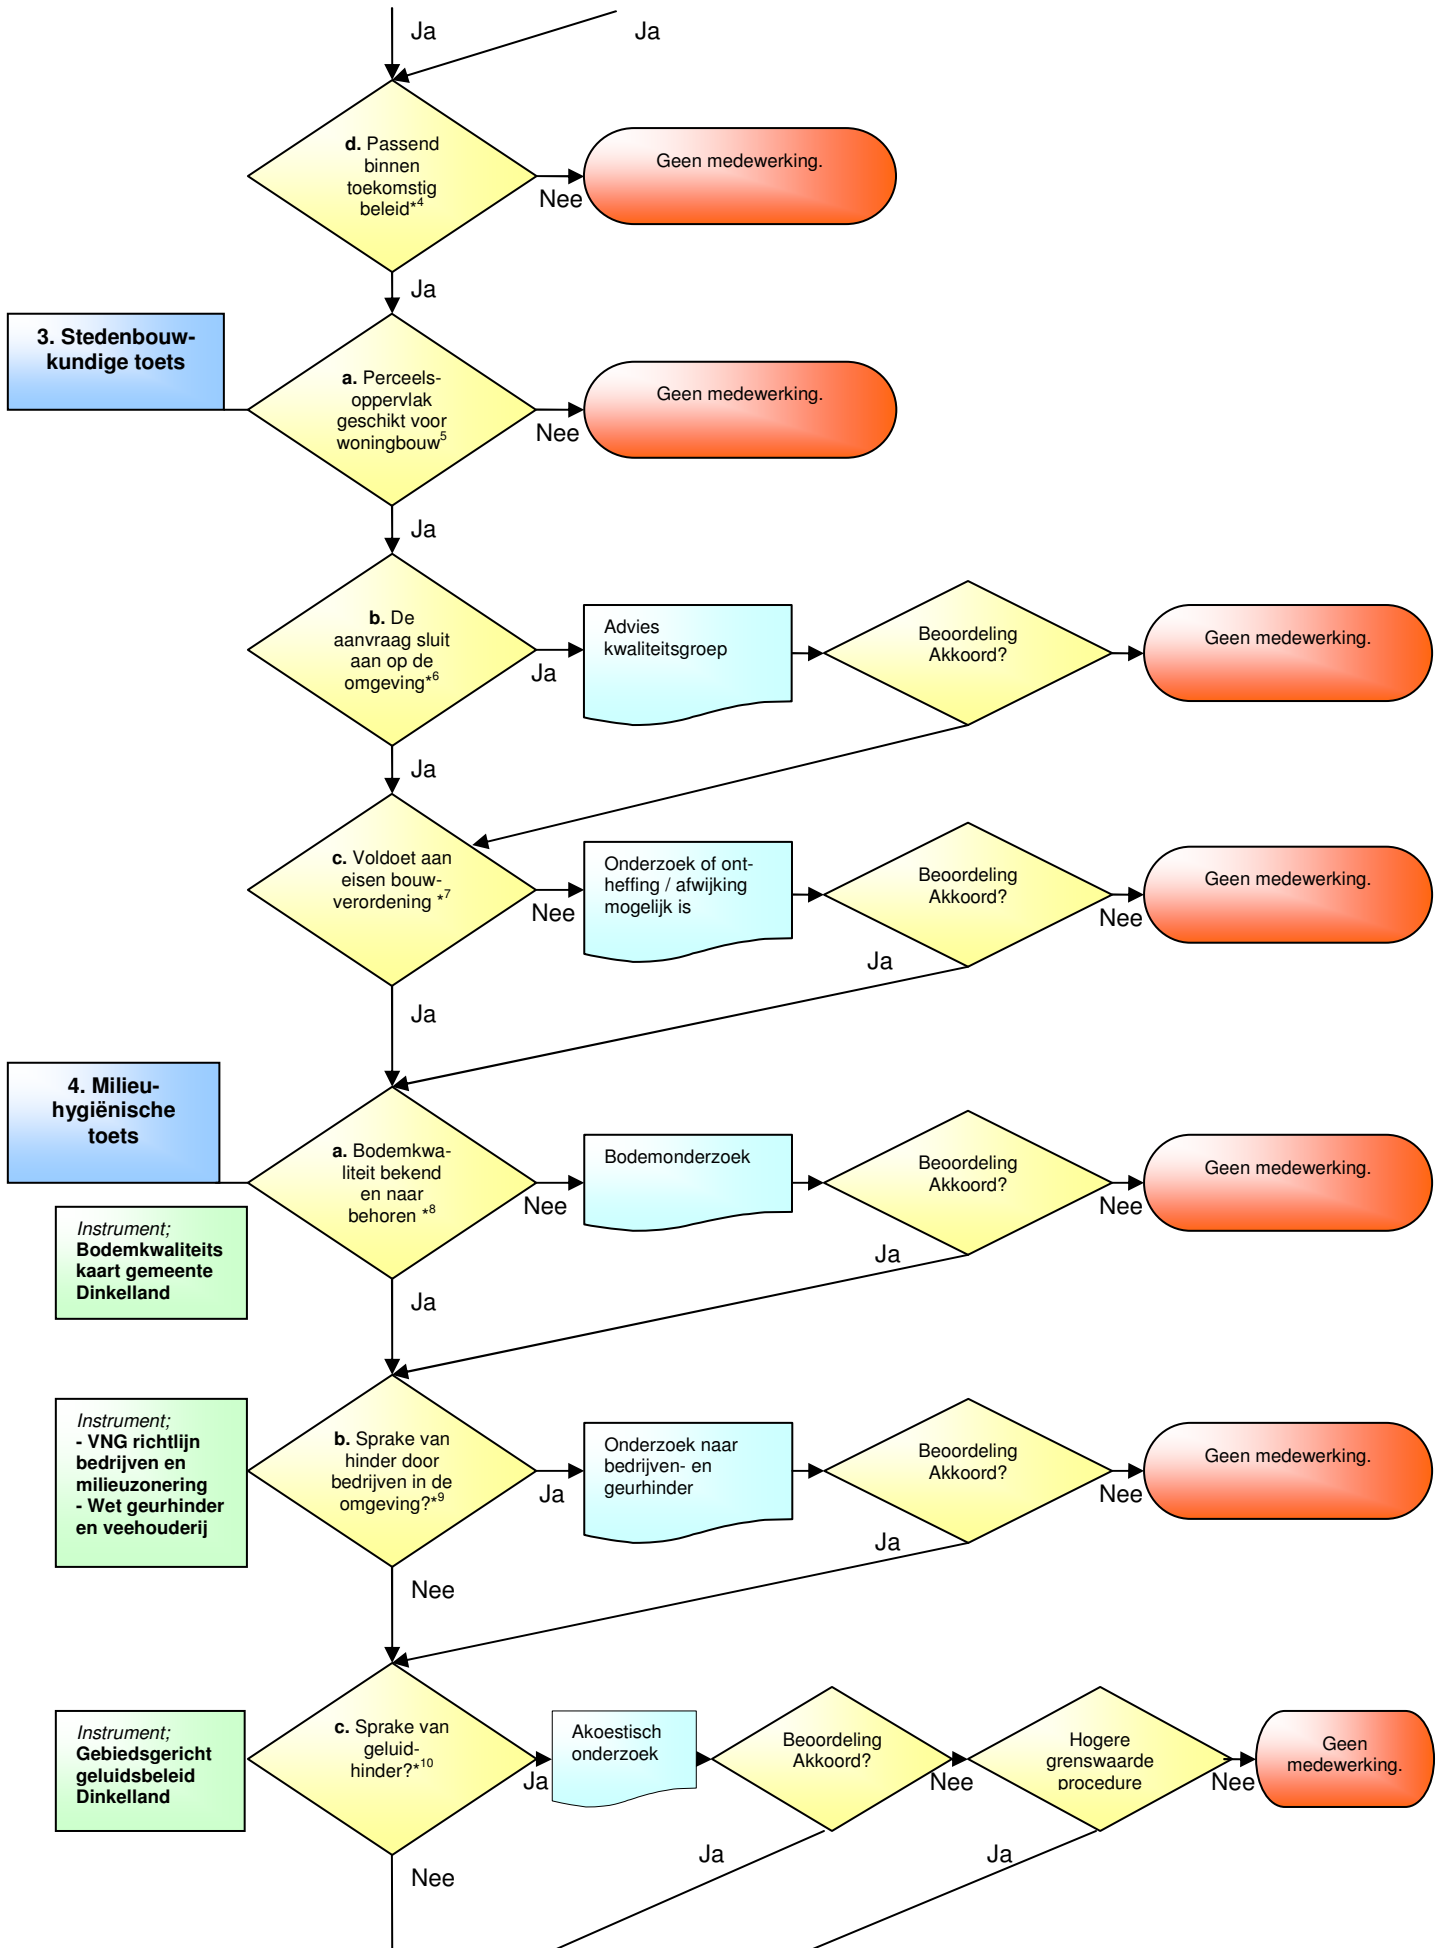 Ja
Ja
d. Passend
binnen
toekomstig
beleid*4
Nee
Geen medewerking.
Ja
3. Stedenbouw-
kundige toets
a. Perceels-
oppervlak
geschikt voor
woningbouw5
Nee
Geen medewerking.
Ja
b. De
aanvraag sluit
aan op de
omgeving*6
Ja
Advies
kwaliteitsgroep
Beoordeling
Akkoord?
Geen medewerking.
Ja
c. Voldoet aan
eisen bouw-
verordening *7
Nee
Onderzoek of ont-
heffing / afwijking
mogelijk is
Beoordeling
Akkoord?
Nee
Geen medewerking.
Ja
Ja
4. Milieu-
hygiënische
toets
a. Bodemkwa-
liteit bekend
en naar
behoren *8
Nee
Bodemonderzoek
Beoordeling
Akkoord?
Nee
Geen medewerking.
Instrument;
Bodemkwaliteits
kaart gemeente
Dinkelland
Ja
Ja
Instrument;
- VNG richtlijn
bedrijven en
milieuzonering
- Wet geurhinder
en veehouderij
b. Sprake van
hinder door
bedrijven in de
omgeving?*9
Ja
Onderzoek naar
bedrijven- en
geurhinder
Beoordeling
Akkoord?
Nee
Geen medewerking.
Ja
Nee
Instrument;
Gebiedsgericht
geluidsbeleid
Dinkelland
c. Sprake van
geluid-
hinder?*10
Ja
Akoestisch
onderzoek
Beoordeling
Akkoord?
Nee
Hogere
grenswaarde
procedure
Nee
Geen
medewerking.
Ja
Ja
Nee